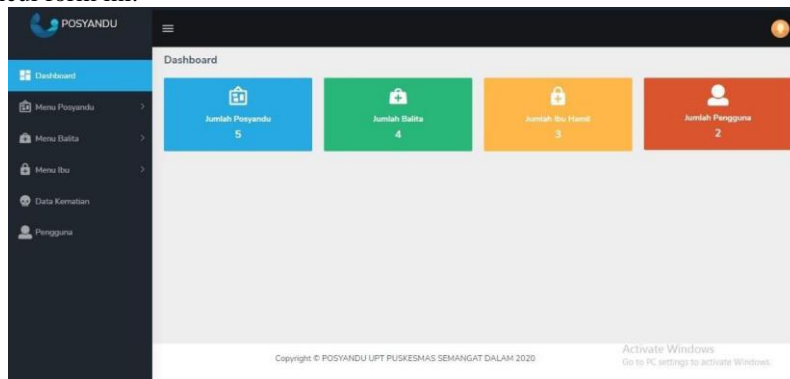 POSYANDU
Dashboard
Dashboard
Menu Posyandu
Menu Balita
Menu Ibu
Data Kematian
Pengguna
Jumlah Posyandu
5
Jumlah Balita
4
Jumlah Ibu Hamil
3
Jumlah Pengguna
2
Copyright © POSYANDU UPT PUSKESMAS SEMANGAT DALAM 2020
Activate Windows
Go to PC settings to activate Windows.